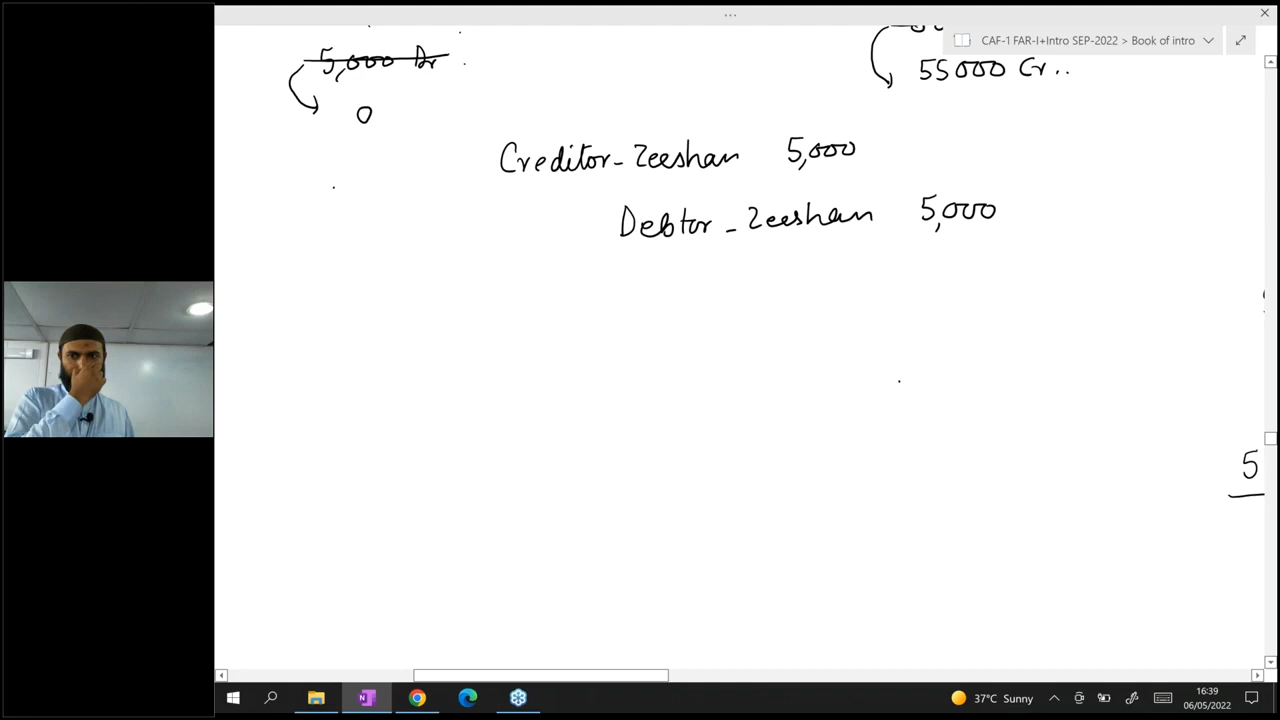 CAF-1 FAR-I+Intro SEP-2022 > Book of intro
5,000 Dr
55000 Cr..
0
Creditor-Zeeshan 5,000
Debtor - Zeeshan 5,000
5
37°C Sunny
16:39
06/05/2022